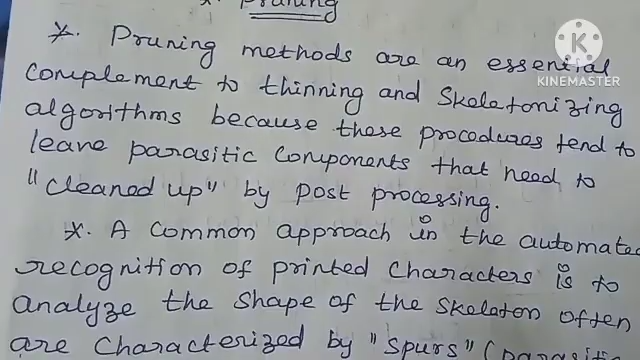 *. Pruning
*. Pruning methods are an essential
complement to thinning and Skeletonizing
algorithms because these procedures tend to
leave parasitic components that need to
"cleaned up" by post processing.
*. A common approach in the automated
recognition of printed characters is to
analyze the shape of the skeleton often
are characterized by "spurs" (parasitic
KINEMASTER